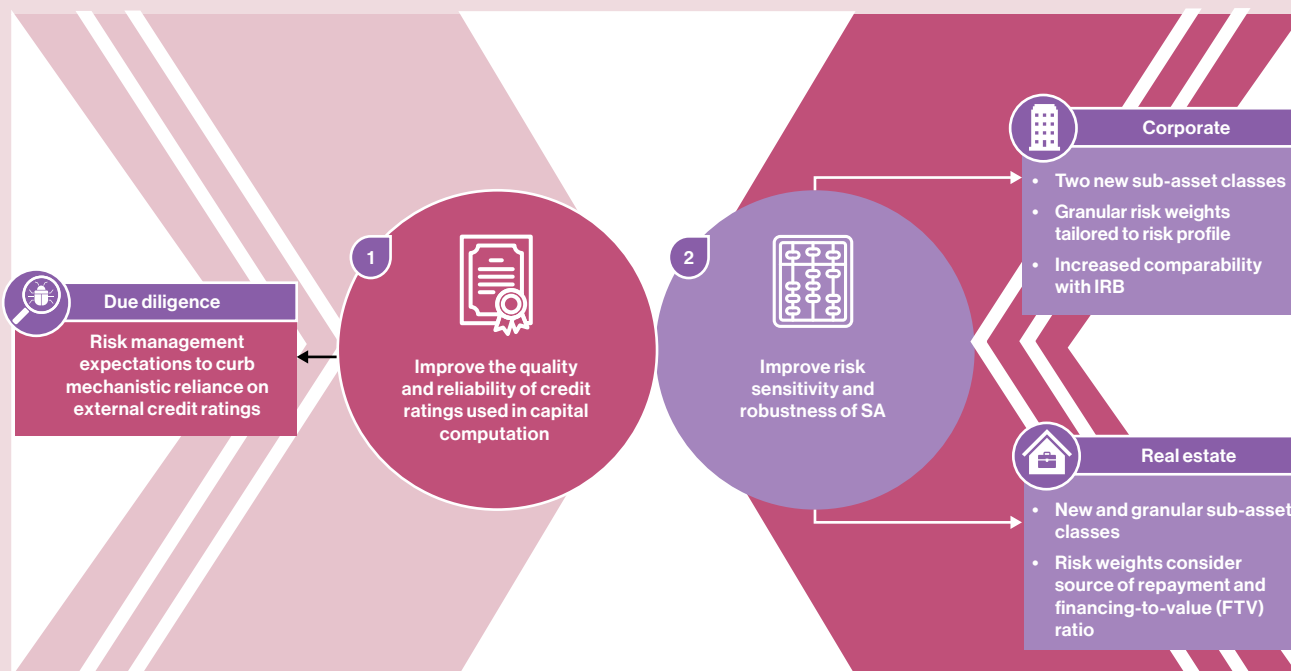 Due diligence
Risk management
expectations to curb
mechanistic reliance on
external credit ratings
1
Improve the quality
and reliability of credit
ratings used in capital
computation
2
Improve risk
sensitivity and
robustness of SA
Corporate
• Two new sub-asset classes
• Granular risk weights
tailored to risk profile
• Increased comparability
with IRB
Real estate
• New and granular sub-asset
classes
• Risk weights consider
source of repayment and
financing-to-value (FTV)
ratio